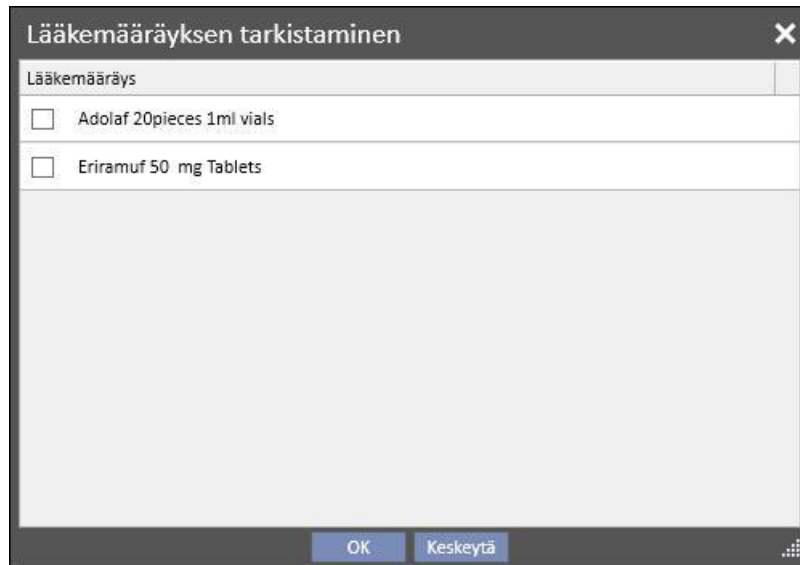 Lääkemääräyksen tarkistaminen
Lääkemääräys
Adolaf 20pieces 1ml vials
Eriramuf 50 mg Tablets
OK Keskeytä